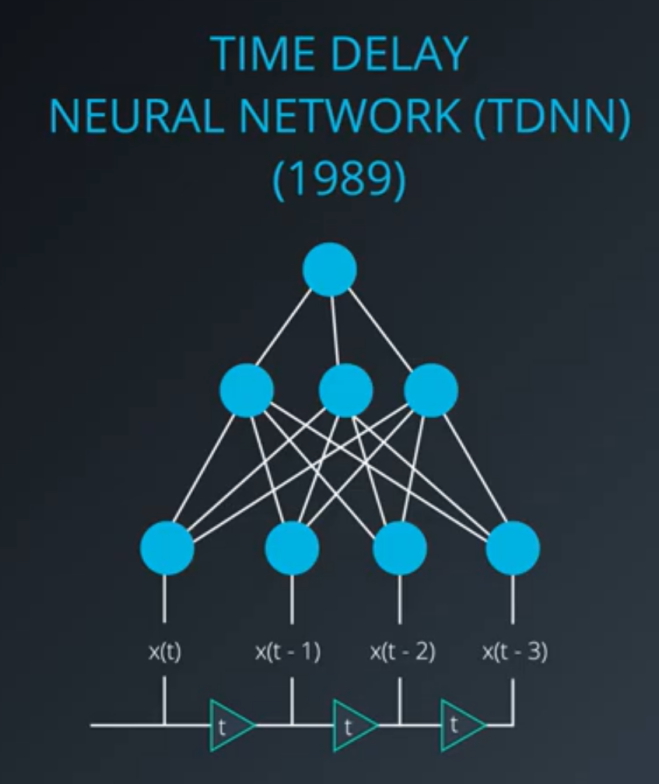 TIME DELAY
NEURAL NETWORK (TDNN)
(1989)
x(t) x(t - 1) x(t - 2) x(t - 3)
t t t